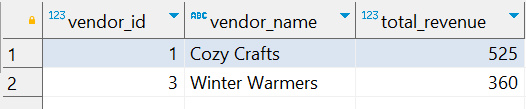 123 vendor_id ABC vendor_name 123 total_revenue
1 1 Cozy Crafts 525
2 3 Winter Warmers 360